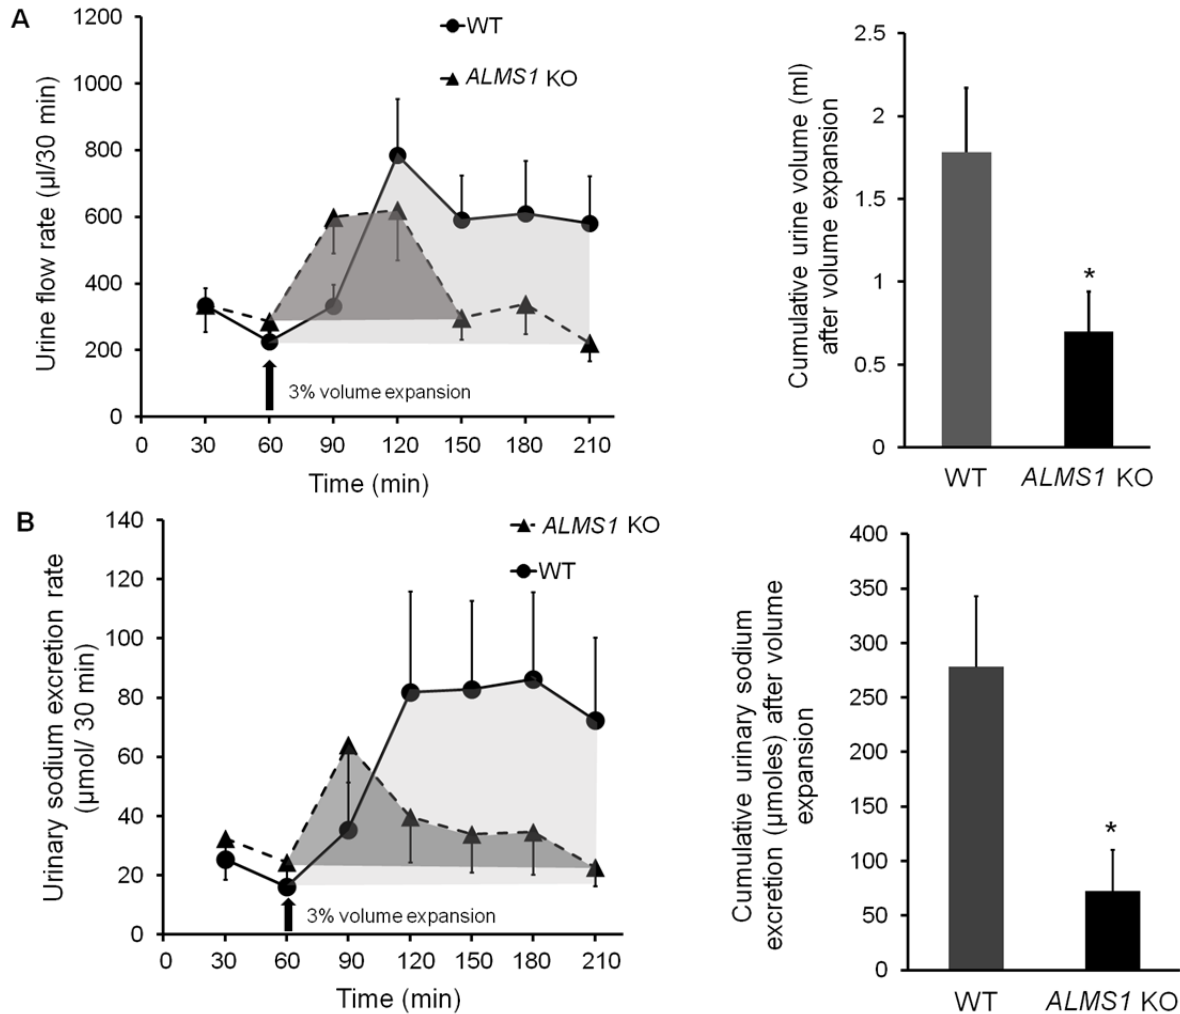 A
1200
1000
800
600
400
200
0
Urine flow rate (µl/30 min)
WT
ALMS1 KO
3% volume expansion
0 30 60 90 120 150 180 210
Time (min)
2.5
2
1.5
1
0.5
0
Cumulative urine volume (ml)
after volume expansion
*
WT ALMS1 KO
B
140
120
100
80
60
40
20
0
Urinary sodium excretion rate
(µmol/ 30 min)
ALMS1 KO
WT
3% volume expansion
0 30 60 90 120 150 180 210
Time (min)
400
350
300
250
200
150
100
50
0
Cumulative urinary sodium
excretion (µmoles) after volume
expansion
*
WT ALMS1 KO